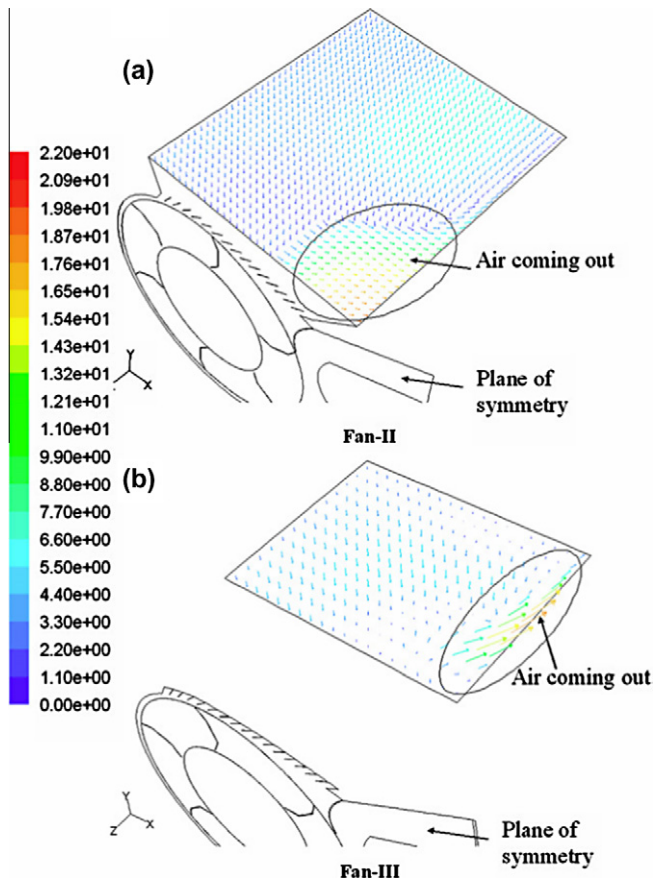 (a)
2.20e+01
2.09e+01
1.98e+01
1.87e+01
1.76e+01
1.65e+01
1.54e+01
1.43e+01
1.32e+01
1.21e+01
1.10e+01
9.90e+00
8.80e+00
7.70e+00
6.60e+00
5.50e+00
4.40e+00
3.30e+00
2.20e+00
1.10e+00
0.00e+00
Air coming out
Y
X
Plane of
symmetry
Fan-II
(b)
Air coming out
Y
Z
X
Plane of
symmetry
Fan-III